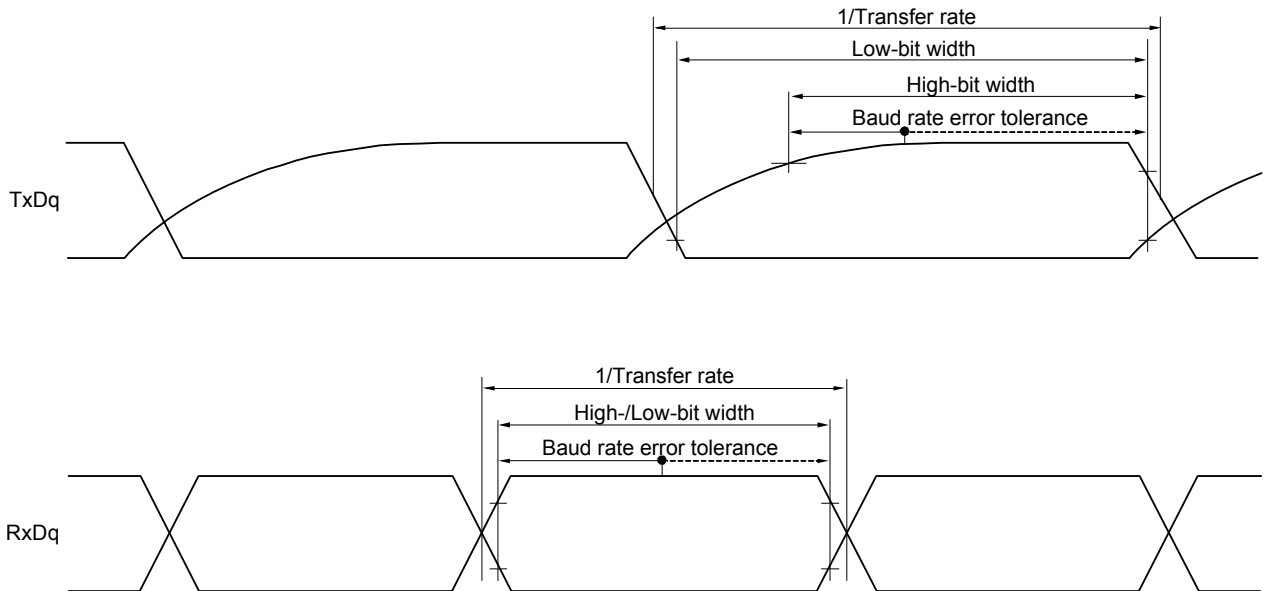 1/Transfer rate
Low-bit width
High-bit width
Baud rate error tolerance
TxDq
1/Transfer rate
High-/Low-bit width
Baud rate error tolerance
RxDq